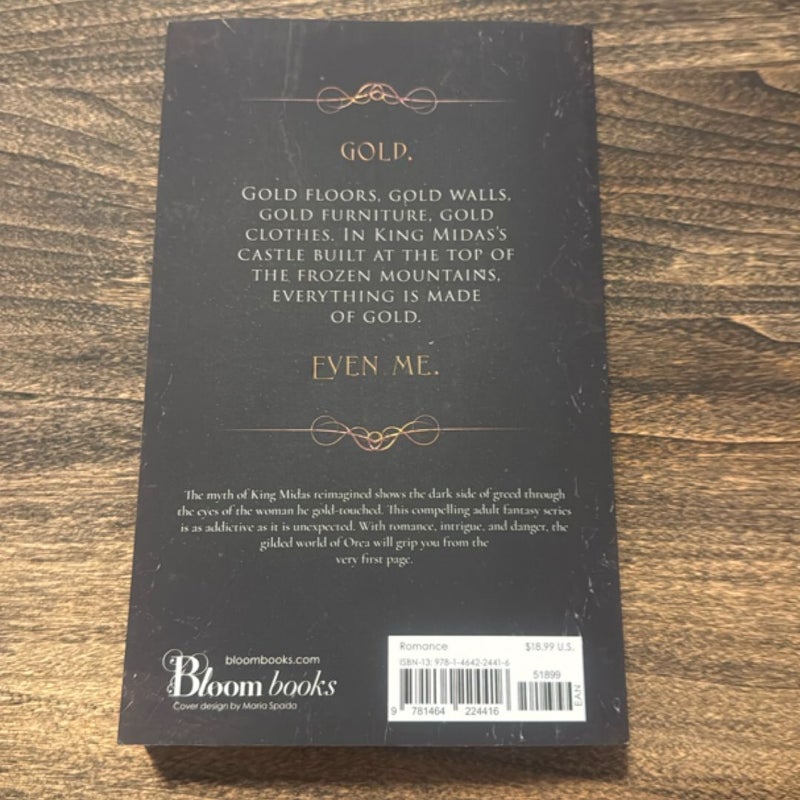 GOLD.
GOLD FLOORS, GOLD WALLS,
GOLD FURNITURE, GOLD
CLOTHES. IN KING MIDAS'S
CASTLE BUILT AT THE TOP OF
THE FROZEN MOUNTAINS,
EVERYTHING IS MADE
OF GOLD.
EVEN ME.
The myth of King Midas reimagined shows the dark side of greed through
the eyes of the woman he gold-touched. This compelling adult fantasy series
is as addictive as it is unexpected. With romance, intrigue, and danger, the
gilded world of Orea will grip you from the
very first page.
bloombooks.com
Bloom books
Cover design by Maria Spada
Romance $18.99 U.S.
ISBN-13: 978-1-4642-2441-6
51899
9 781464 224416
EAN